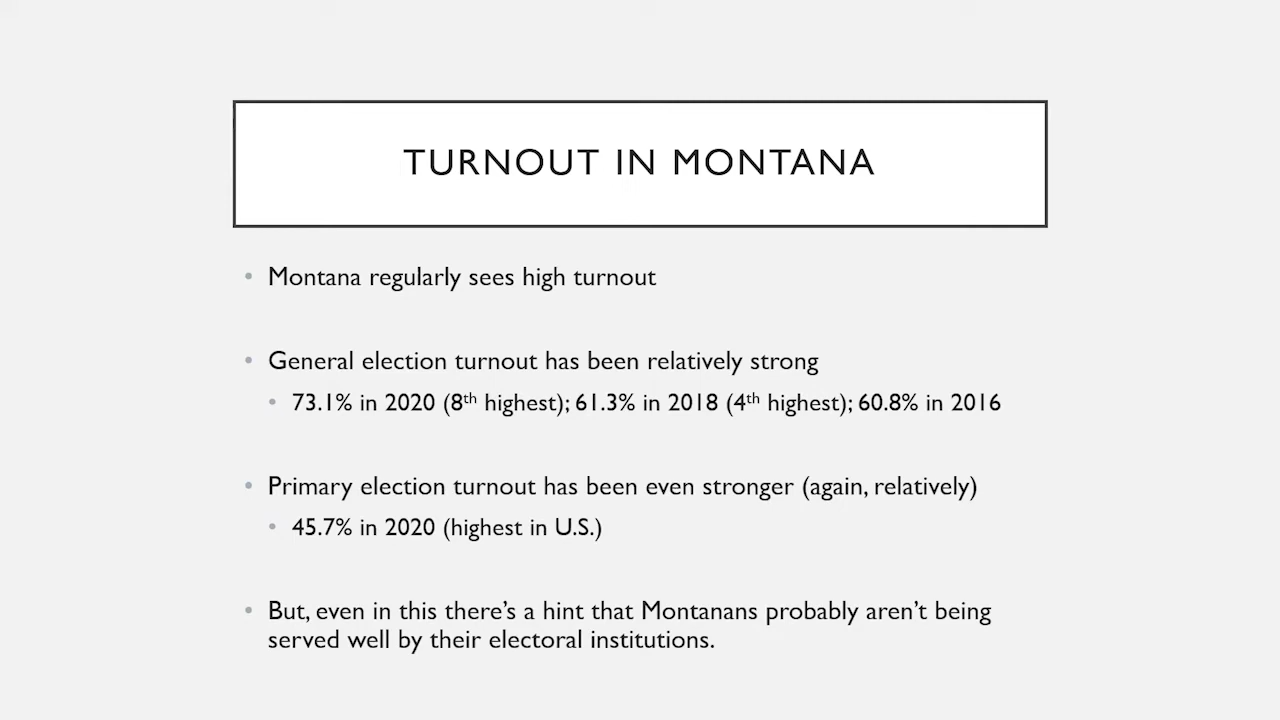 TURNOUT IN MONTANA
• Montana regularly sees high turnout
• General election turnout has been relatively strong
• 73.1% in 2020 (8th highest); 61.3% in 2018 (4th highest); 60.8% in 2016
• Primary election turnout has been even stronger (again, relatively)
• 45.7% in 2020 (highest in U.S.)
• But, even in this there’s a hint that Montanans probably aren’t being
served well by their electoral institutions.